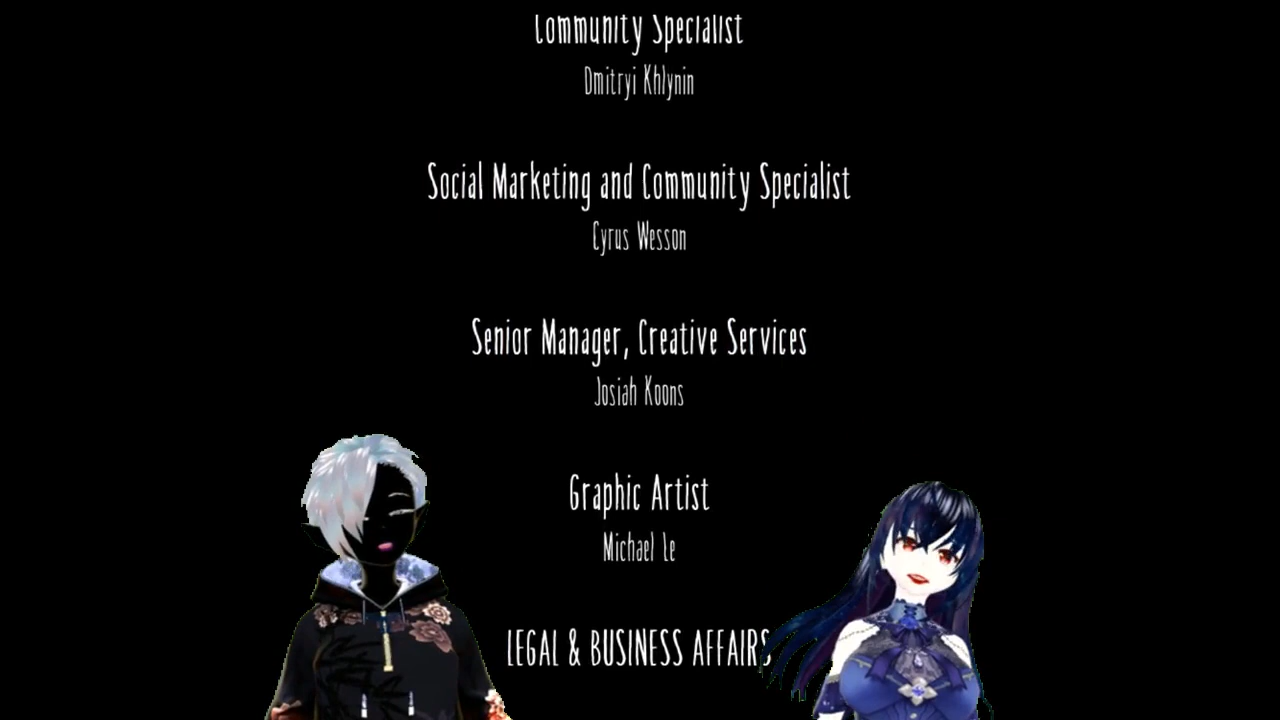 Community Specialist
Dmitryi Khlynin
Social Marketing and Community Specialist
Cyrus Wesson
Senior Manager, Creative Services
Josiah Koons
Graphic Artist
Michael Le
LEGAL & BUSINESS AFFAIRS